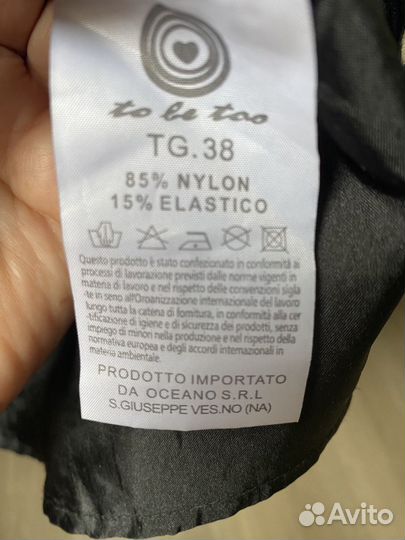 to be too
TG.38
85% NYLON
15% ELASTICO
Questo prodotto è stato confezionato in conformità ai
processi di lavorazione previsti dalle norme vigenti in
materia di lavoro e nel rispetto delle convenzioni sigla
-te in seno all'Organizzazione internazionale del lavoro
lungo tutta la catena di fornitura, in conformità alla cer
-tificazione di igiene e di sicurezza dei prodotti, senza
impiego di minori nella produzione e nel rispetto della
normativa europea e degli accordi internazionali in
materia ambientale.
PRODOTTO IMPORTATO
DA OCEANO S.R.L
S.GIUSEPPE VES.NO (NA)
Avito